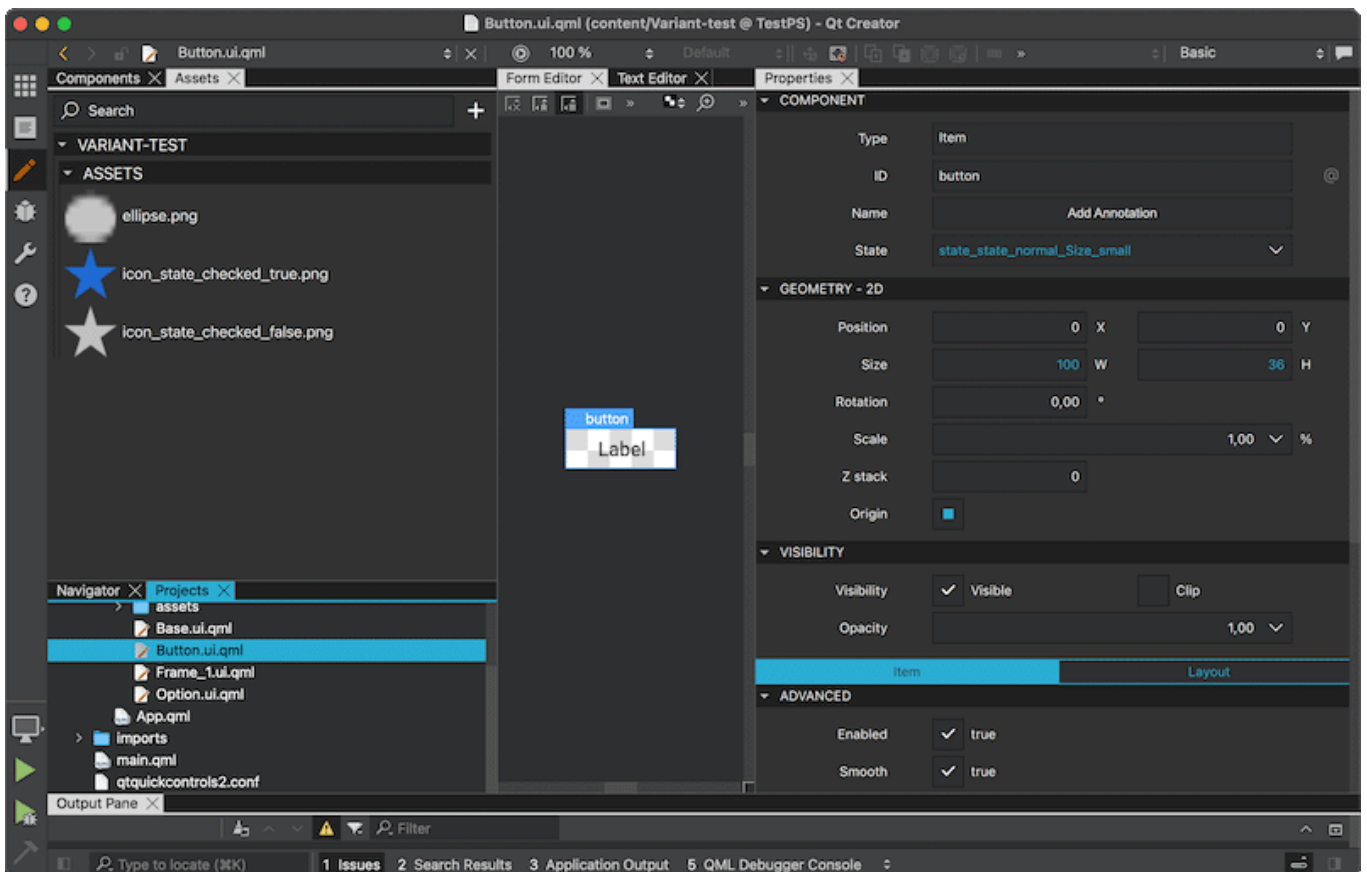 Button.ui.qml (content/Variant-test @ TestPS) - Qt Creator
Button.ui.qml
100 %
Default
Basic
Components
Assets
Form Editor
Text Editor
Properties
Search
VARIANT-TEST
ASSETS
ellipse.png
icon_state_checked_true.png
icon_state_checked_false.png
button
Label
COMPONENT
Type Item
ID button @
Name Add Annotation
State state_state_normal_Size_small
GEOMETRY - 2D
Position 0 X 0 Y
Size 100 W 36 H
Rotation 0,00 °
Scale 1,00 %
Z stack 0
Origin
VISIBILITY
Visibility Visible Clip
Opacity 1,00
Item Layout
ADVANCED
Enabled true
Smooth true
Navigator
Projects
assets
Base.ui.qml
Button.ui.qml
Frame_1.ui.qml
Option.ui.qml
App.qml
imports
main.qml
qtquickcontrols2.conf
Output Pane
Filter
Type to locate (⌘K)
1 Issues 2 Search Results 3 Application Output 5 QML Debugger Console